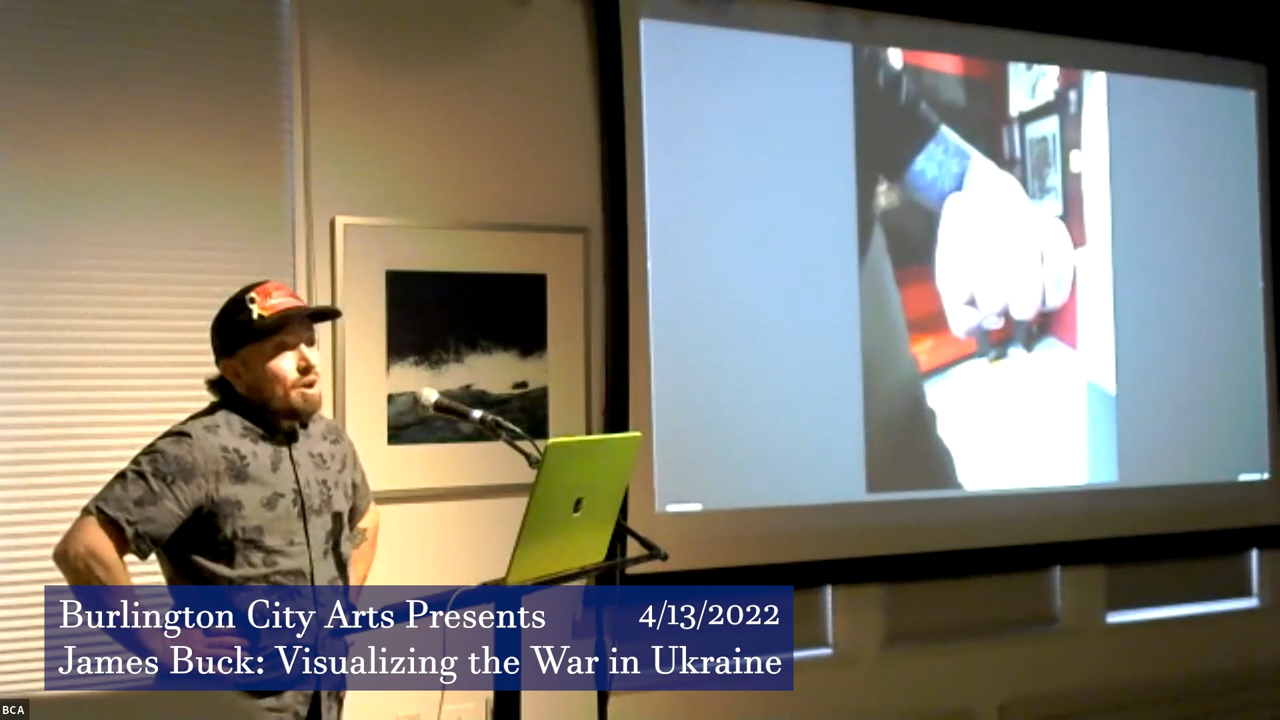 Burlington City Arts Presents 4/13/2022
James Buck: Visualizing the War in Ukraine
BCA